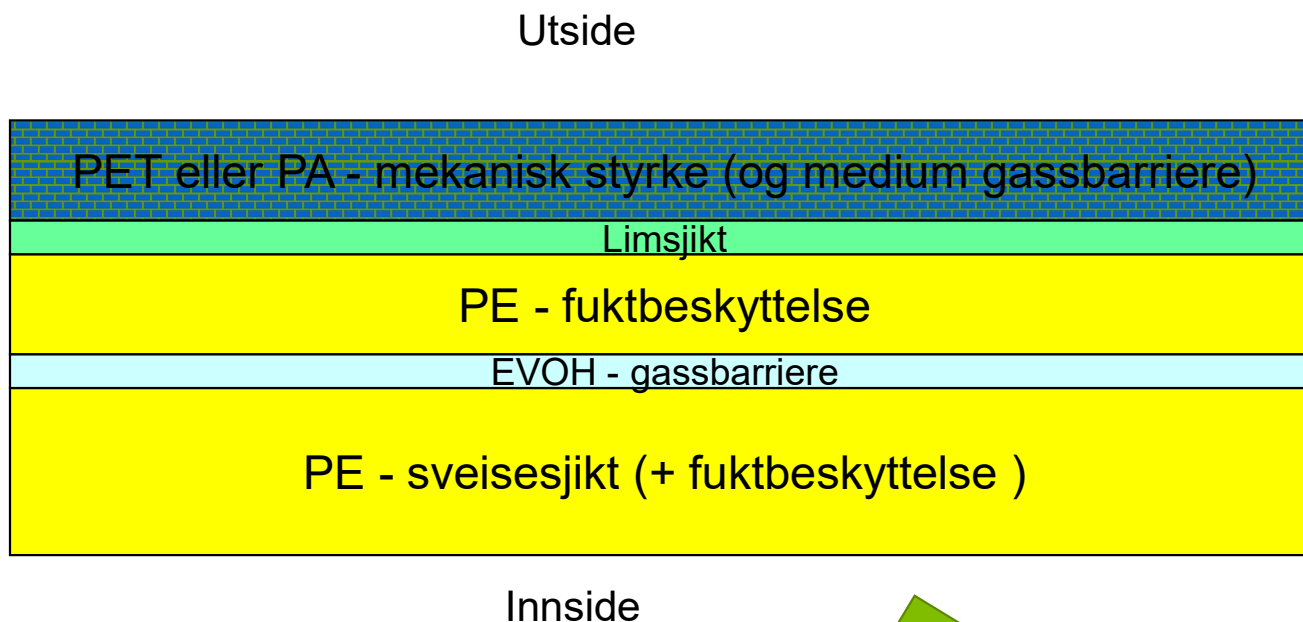 Utside
PET eller PA - mekanisk styrke (og medium gassbarriere)
Limsjikt
PE - fuktbeskyttelse
EVOH - gassbarriere
PE - sveisesjikt (+ fuktbeskyttelse )
Innside